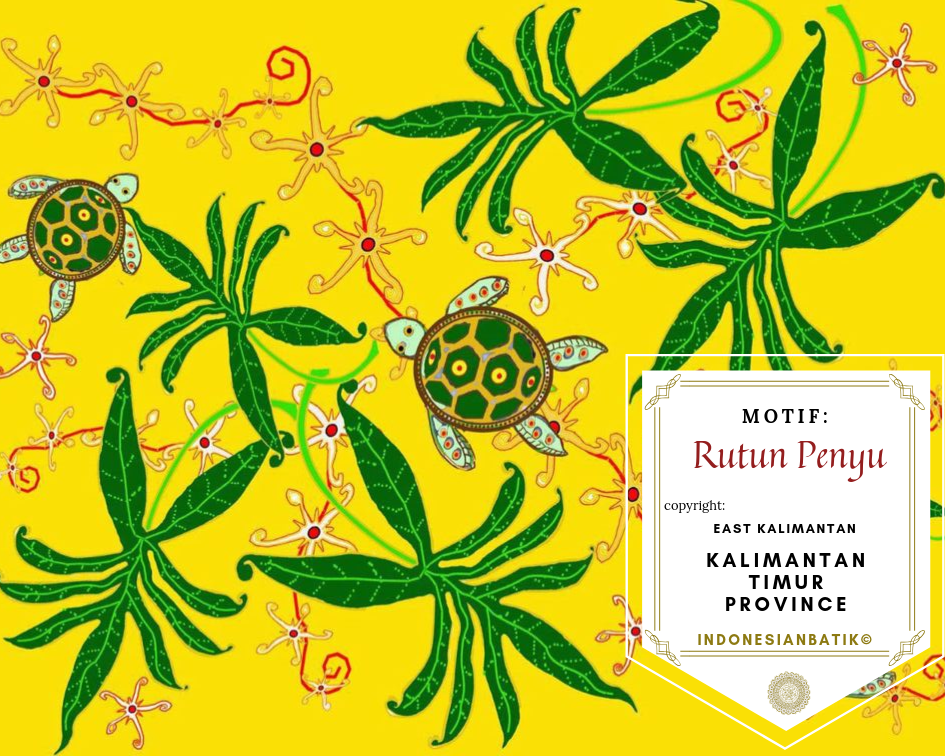 MOTIF:
Rutun Penyu
copyright:
EAST KALIMANTAN
KALIMANTAN
TIMUR
PROVINCE
INDONESIANBATIK©